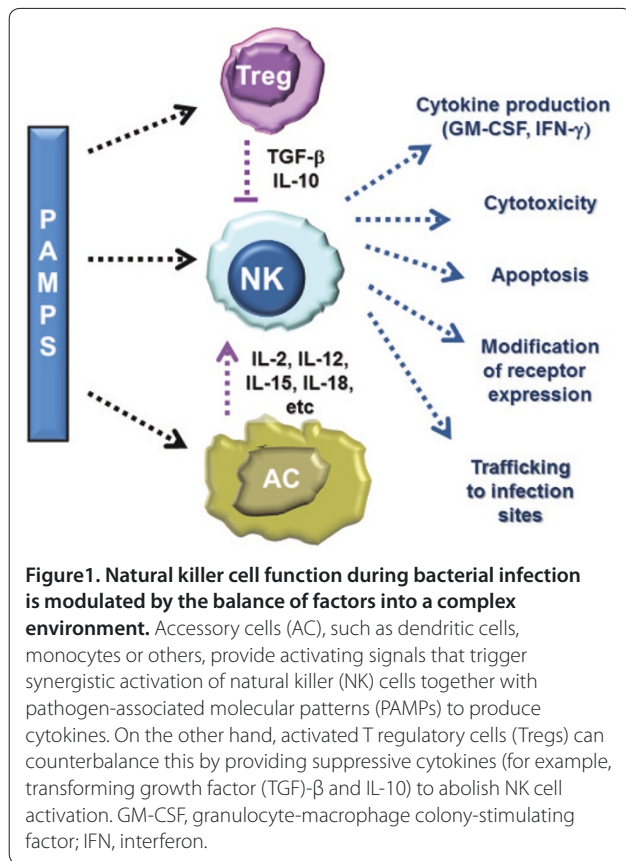 Treg
TGF-β
IL-10
PAMPS
NK
IL-2, IL-12,
IL-15, IL-18,
etc
AC
Cytokine production
(GM-CSF, IFN-γ)
Cytotoxicity
Apoptosis
Modification
of receptor
expression
Trafficking
to infection
sites
Figure1. Natural killer cell function during bacterial infection
is modulated by the balance of factors into a complex
environment. Accessory cells (AC), such as dendritic cells,
monocytes or others, provide activating signals that trigger
synergistic activation of natural killer (NK) cells together with
pathogen-associated molecular patterns (PAMPs) to produce
cytokines. On the other hand, activated T regulatory cells (Tregs) can
counterbalance this by providing suppressive cytokines (for example,
transforming growth factor (TGF)-β and IL-10) to abolish NK cell
activation. GM-CSF, granulocyte-macrophage colony-stimulating
factor; IFN, interferon.